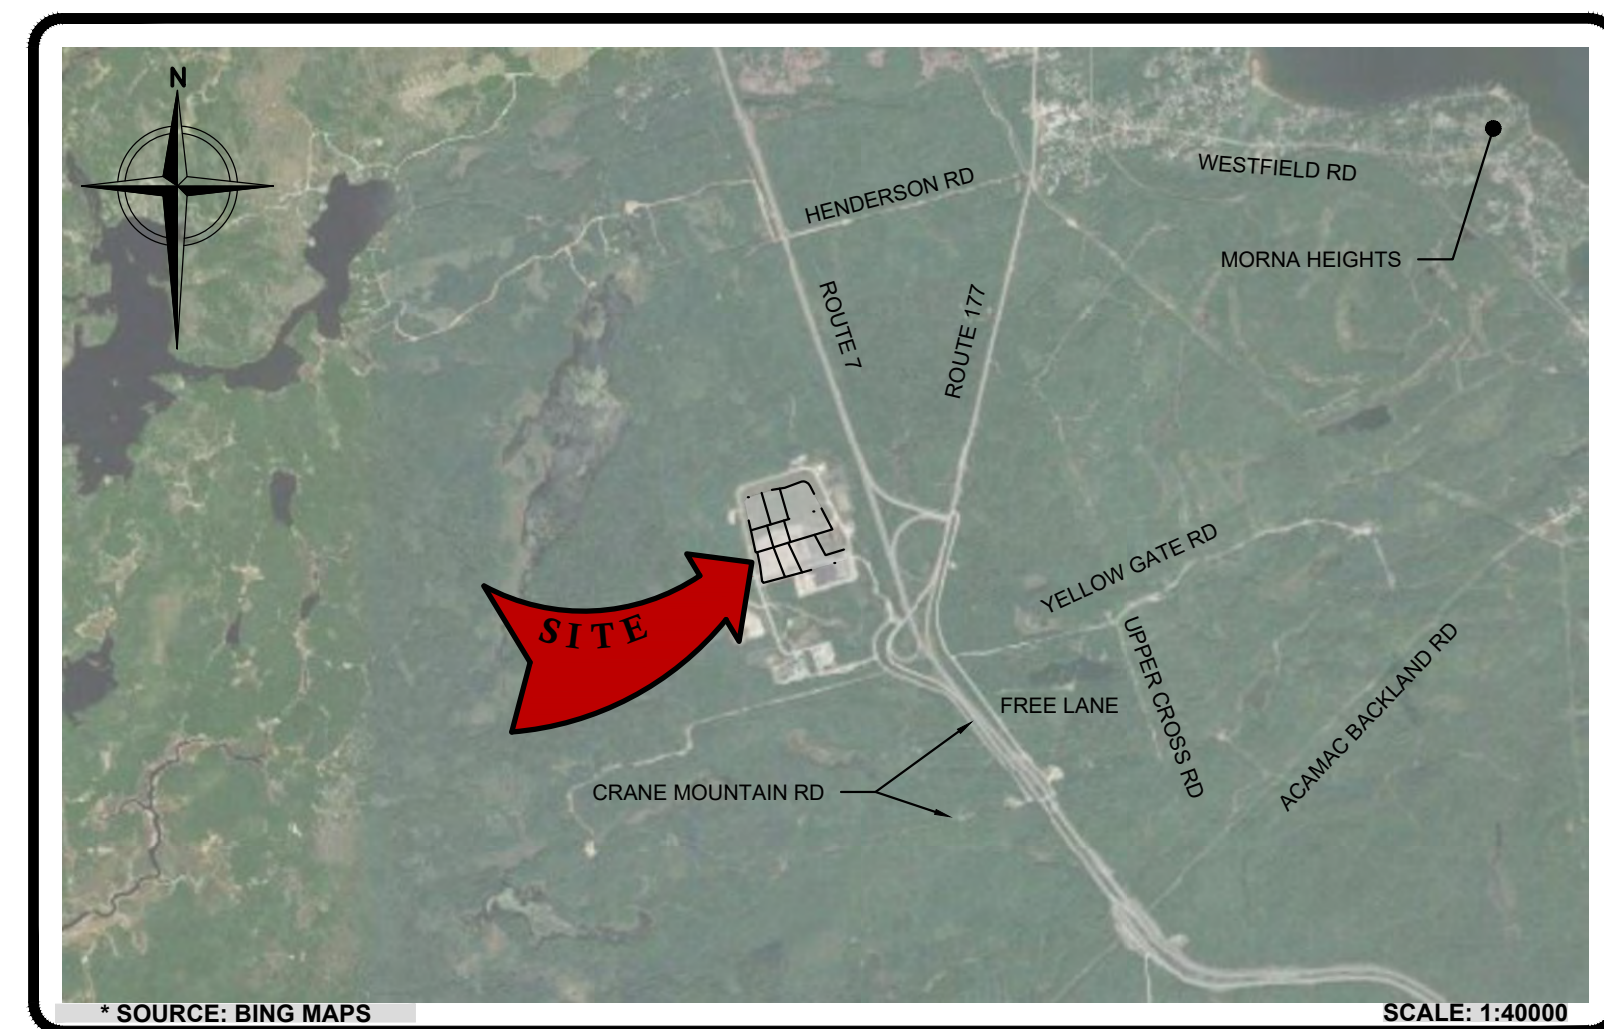 N
WESTFIELD RD
HENDERSON RD
MORNA HEIGHTS
ROUTE 7
ROUTE 177
YELLOW GATE RD
SITE
UPPER CROSS RD
ACAMAC BACKLAND RD
FREE LANE
CRANE MOUNTAIN RD
* SOURCE: BING MAPS
SCALE: 1:40000